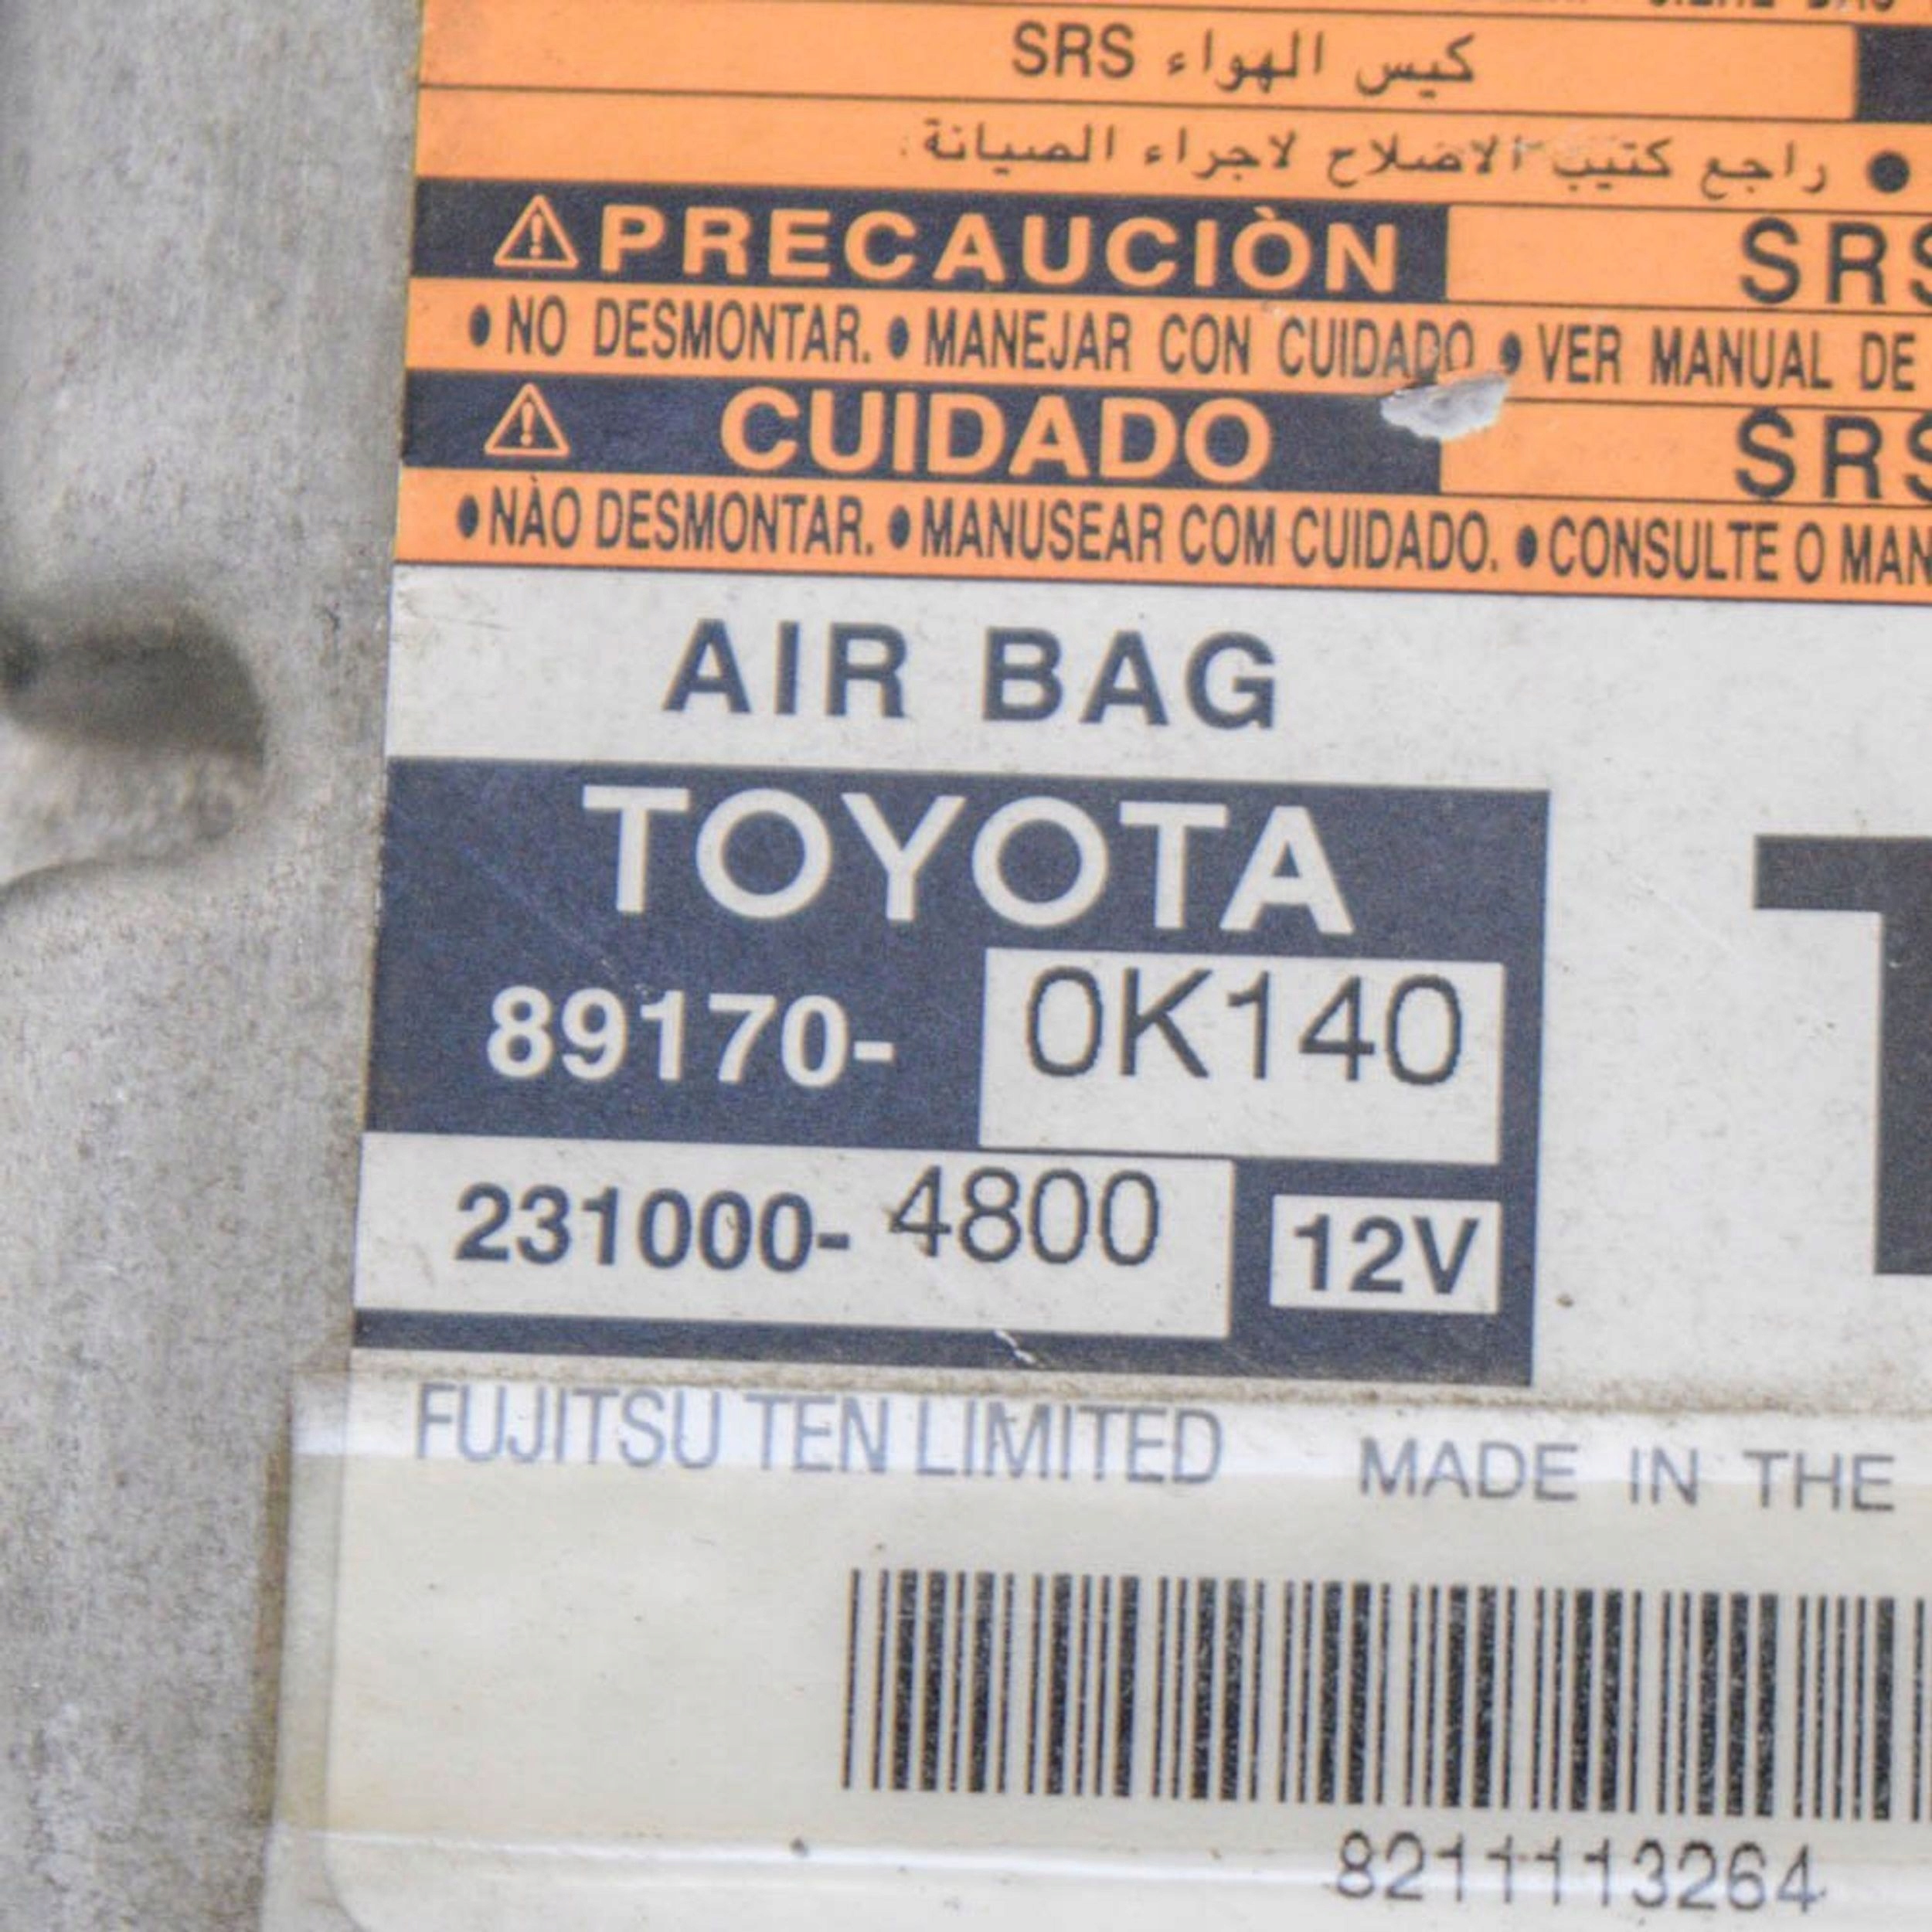 كيس الهواء SRS
● راجع كتيب الاصلاح لاجراء الصيانة.
⚠PRECAUCIÒN SRS
● NO DESMONTAR. ● MANEJAR CON CUIDADO ● VER MANUAL DE
⚠ CUIDADO SRS
● NÀO DESMONTAR. ● MANUSEAR COM CUIDADO. ● CONSULTE O MAN
AIR BAG
TOYOTA
89170- 0K140
231000- 4800 12V
FUJITSU TEN LIMITED MADE IN THE
8211113264